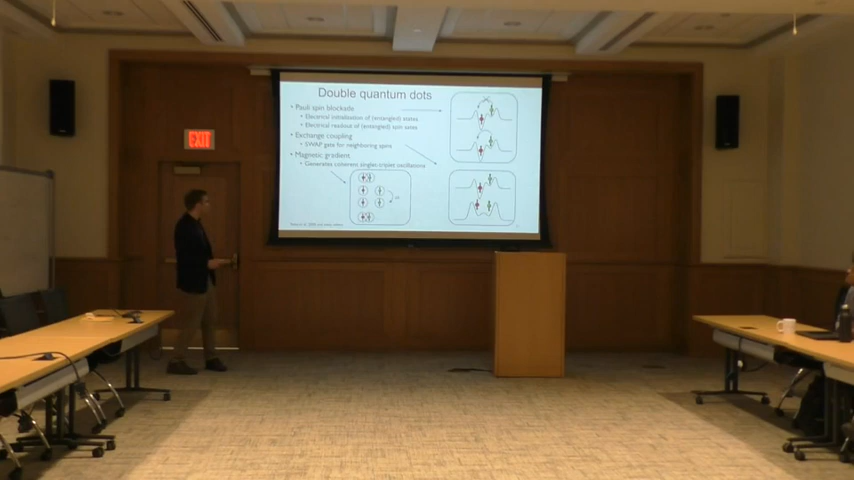 Double quantum dots
• Pauli spin blockade
• Electrical initialisation of (entangled) states
• Electrical readout of (entangled) spin sates
• Exchange coupling
• SWAP gate for neighboring spins
• Magnetic gradient
• Generates coherent singlet-triplet oscillations
EXIT